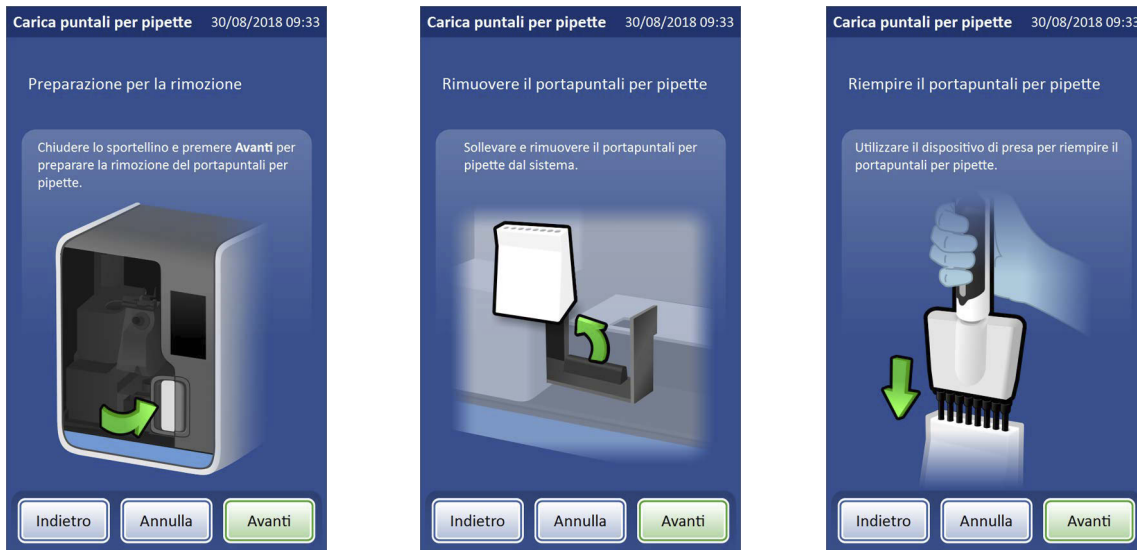 Carica puntali per pipette 30/08/2018 09:33
Preparazione per la rimozione
Chiudere lo sportellino e premere Avanti per
preparare la rimozione del portapuntali per
pipette.
Indietro Annulla Avanti
Carica puntali per pipette 30/08/2018 09:33
Rimuovere il portapuntali per pipette
Sollevare e rimuovere il portapuntali per
pipette dal sistema.
Indietro Annulla Avanti
Carica puntali per pipette 30/08/2018 09:33
Riempire il portapuntali per pipette
Utilizzare il dispositivo di presa per riempire il
portapuntali per pipette.
Indietro Annulla Avanti